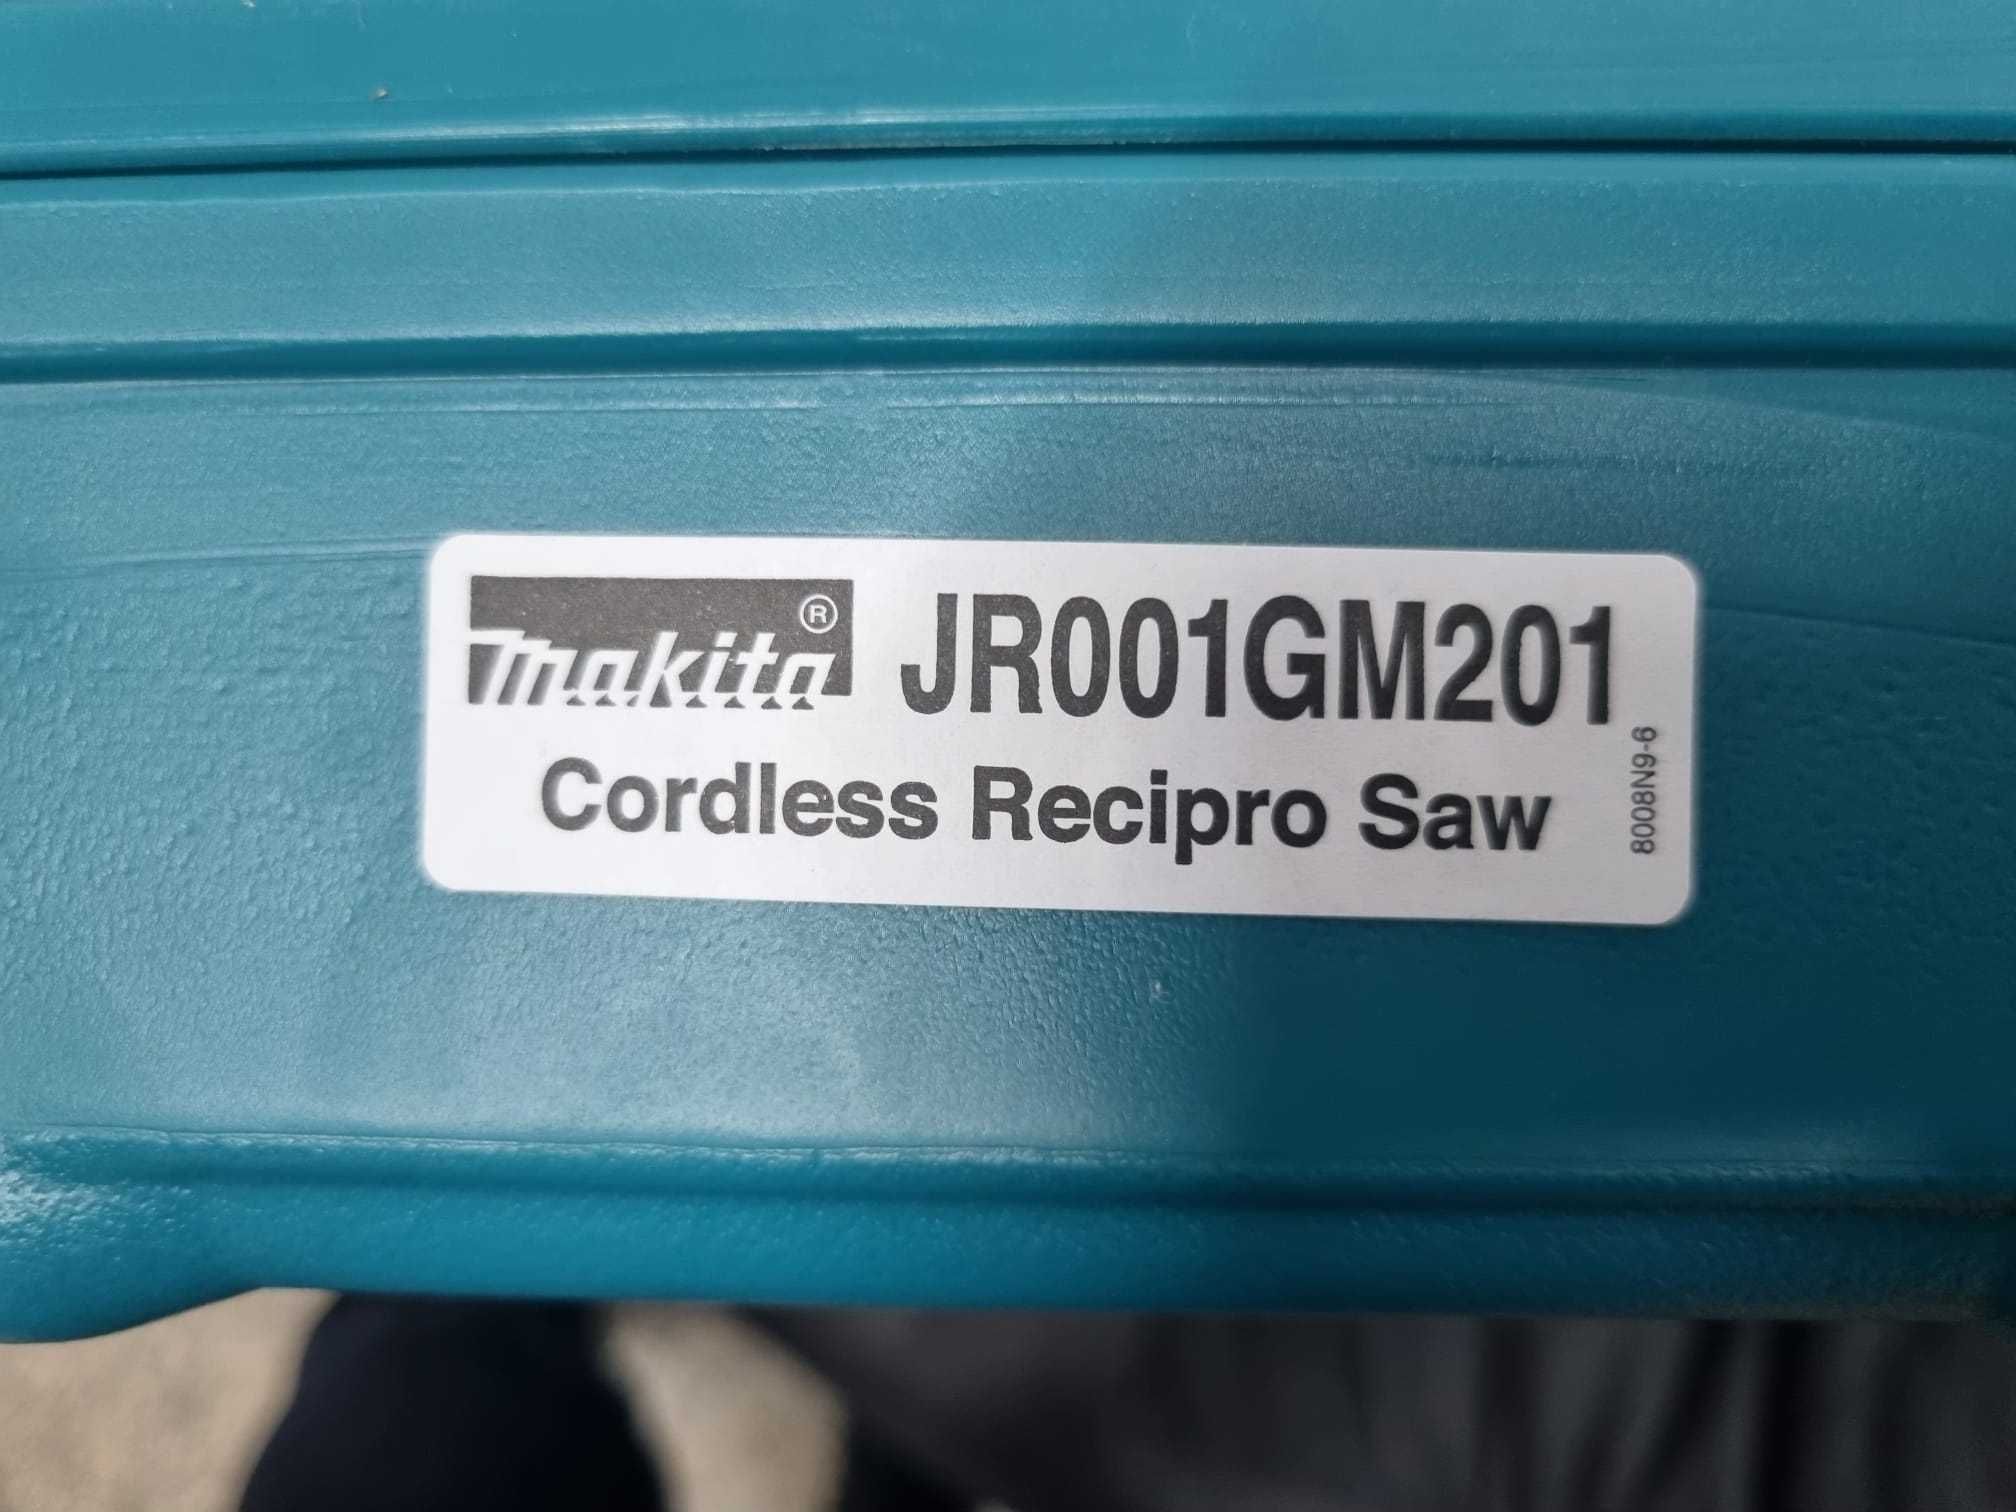 makita® JR001GM201
Cordless Recipro Saw
8008N9-6